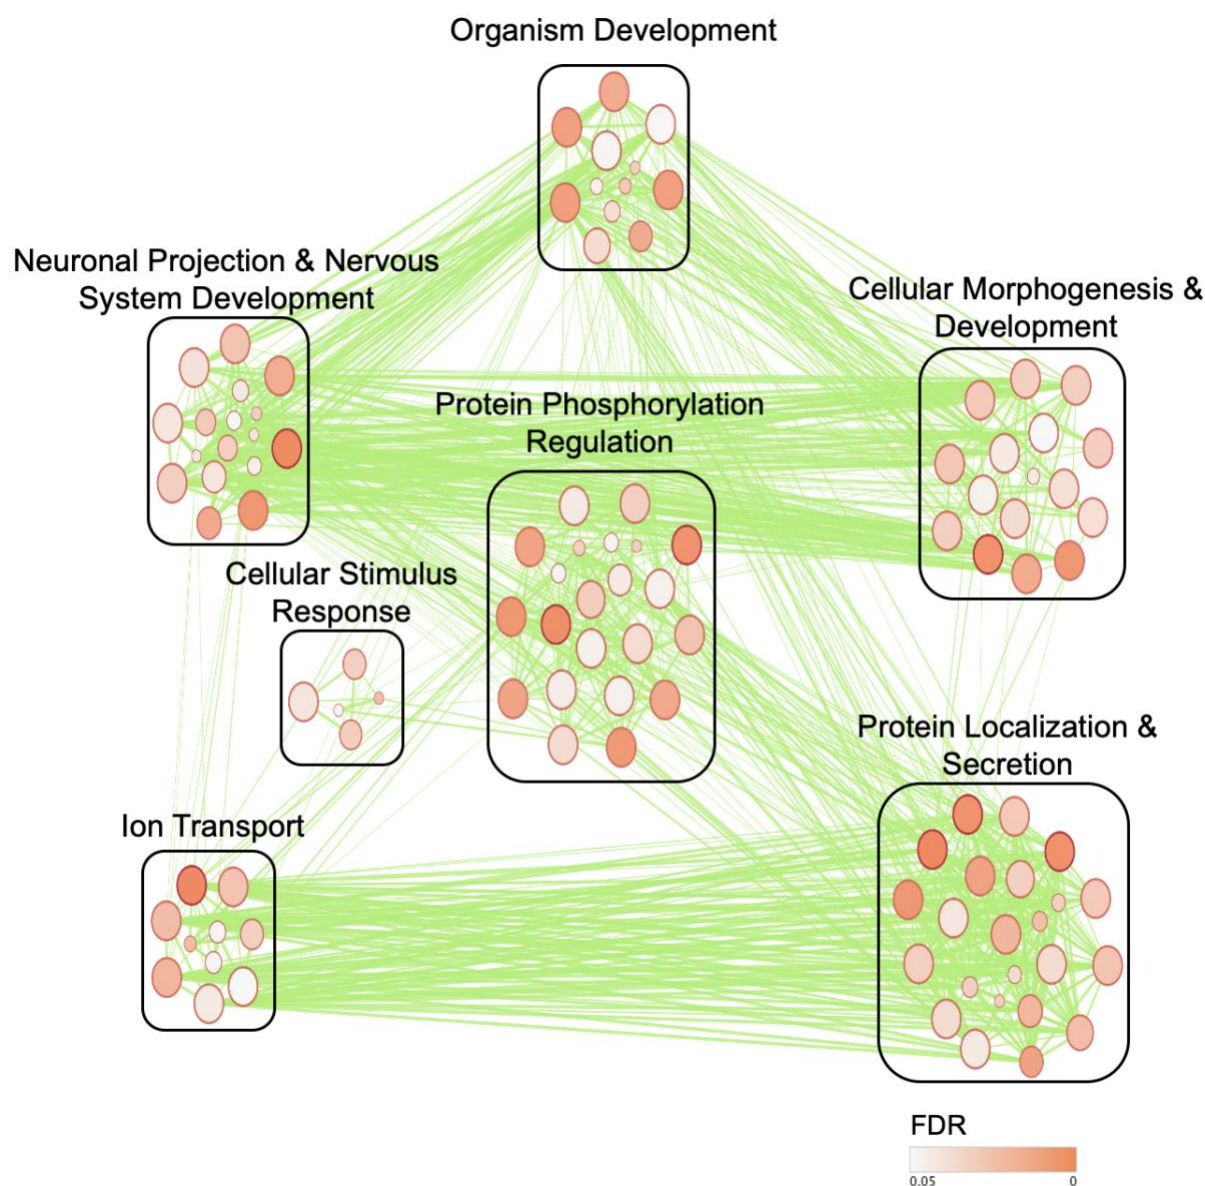 Organism Development
Neuronal Projection & Nervous
System Development
Cellular Morphogenesis &
Development
Protein Phosphorylation
Regulation
Cellular Stimulus
Response
Protein Localization &
Secretion
Ion Transport
FDR
0.05 0